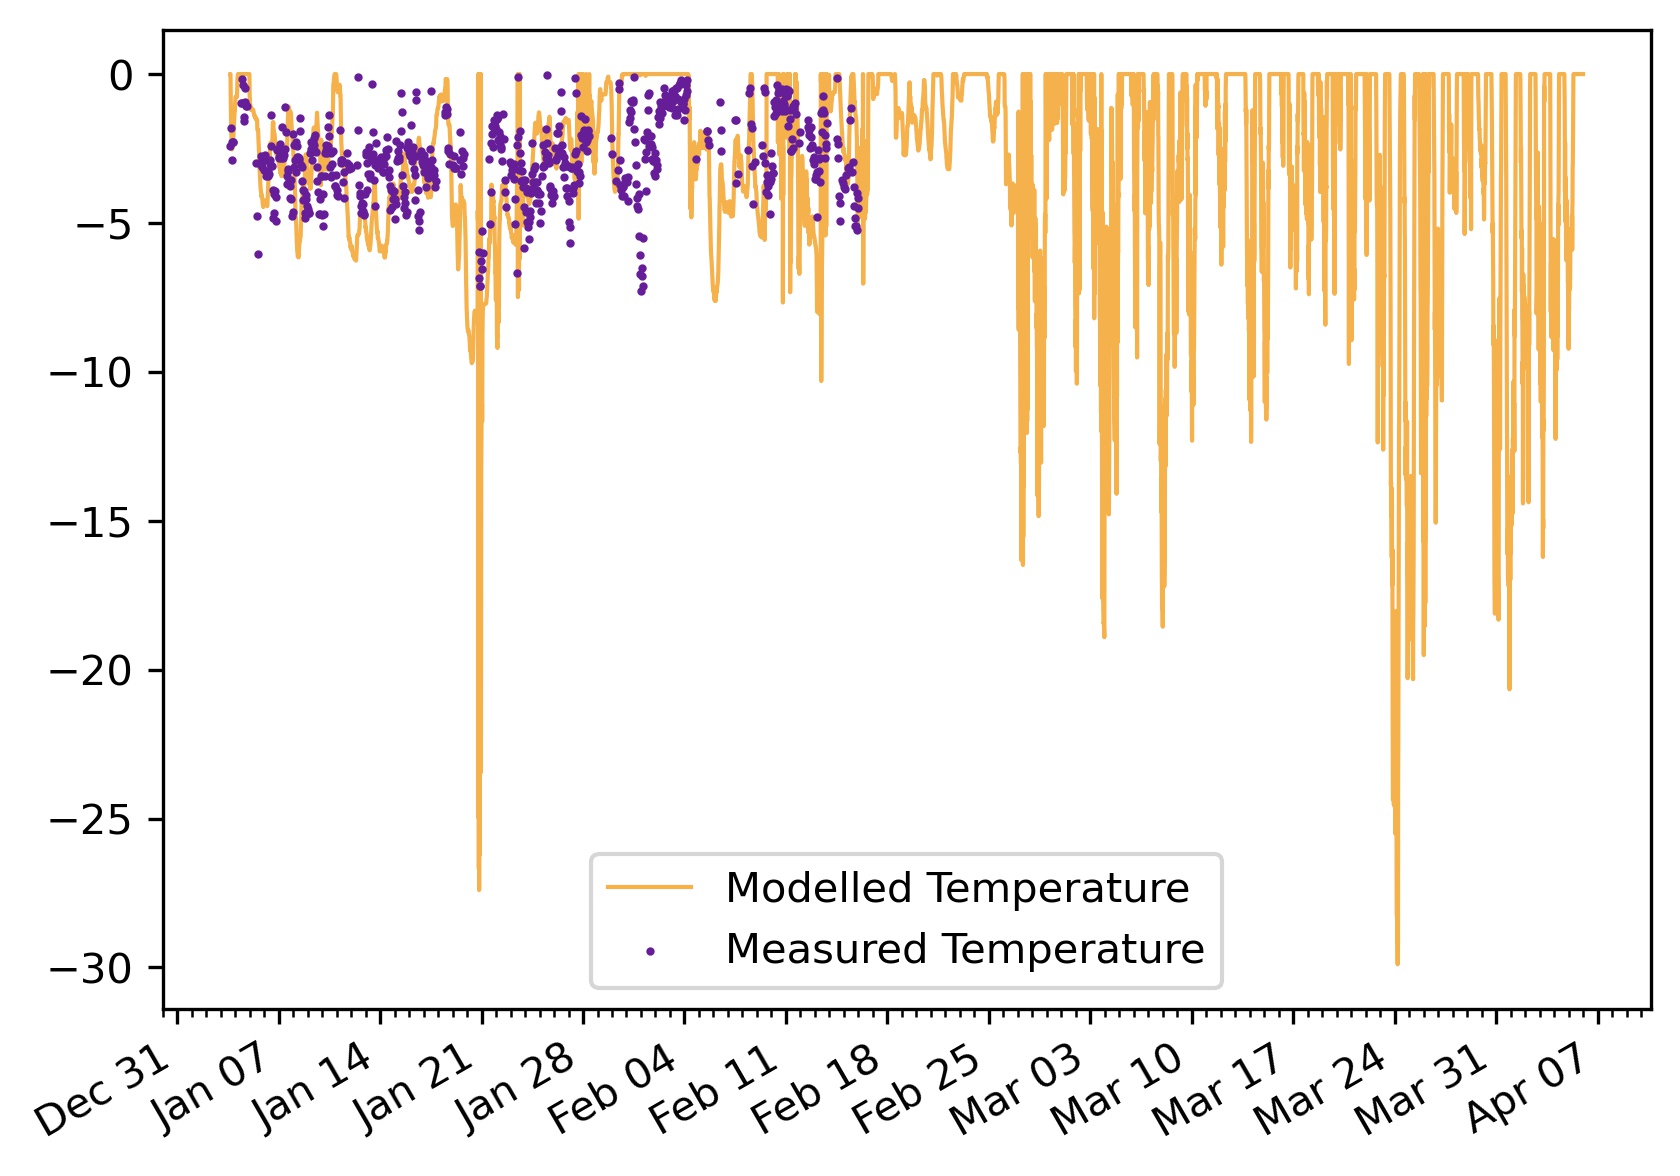 0
−5
−10
−15
−20
−25
−30
Modelled Temperature
Measured Temperature
Dec 31
Jan 07
Jan 14
Jan 21
Jan 28
Feb 04
Feb 11
Feb 18
Feb 25
Mar 03
Mar 10
Mar 17
Mar 24
Mar 31
Apr 07